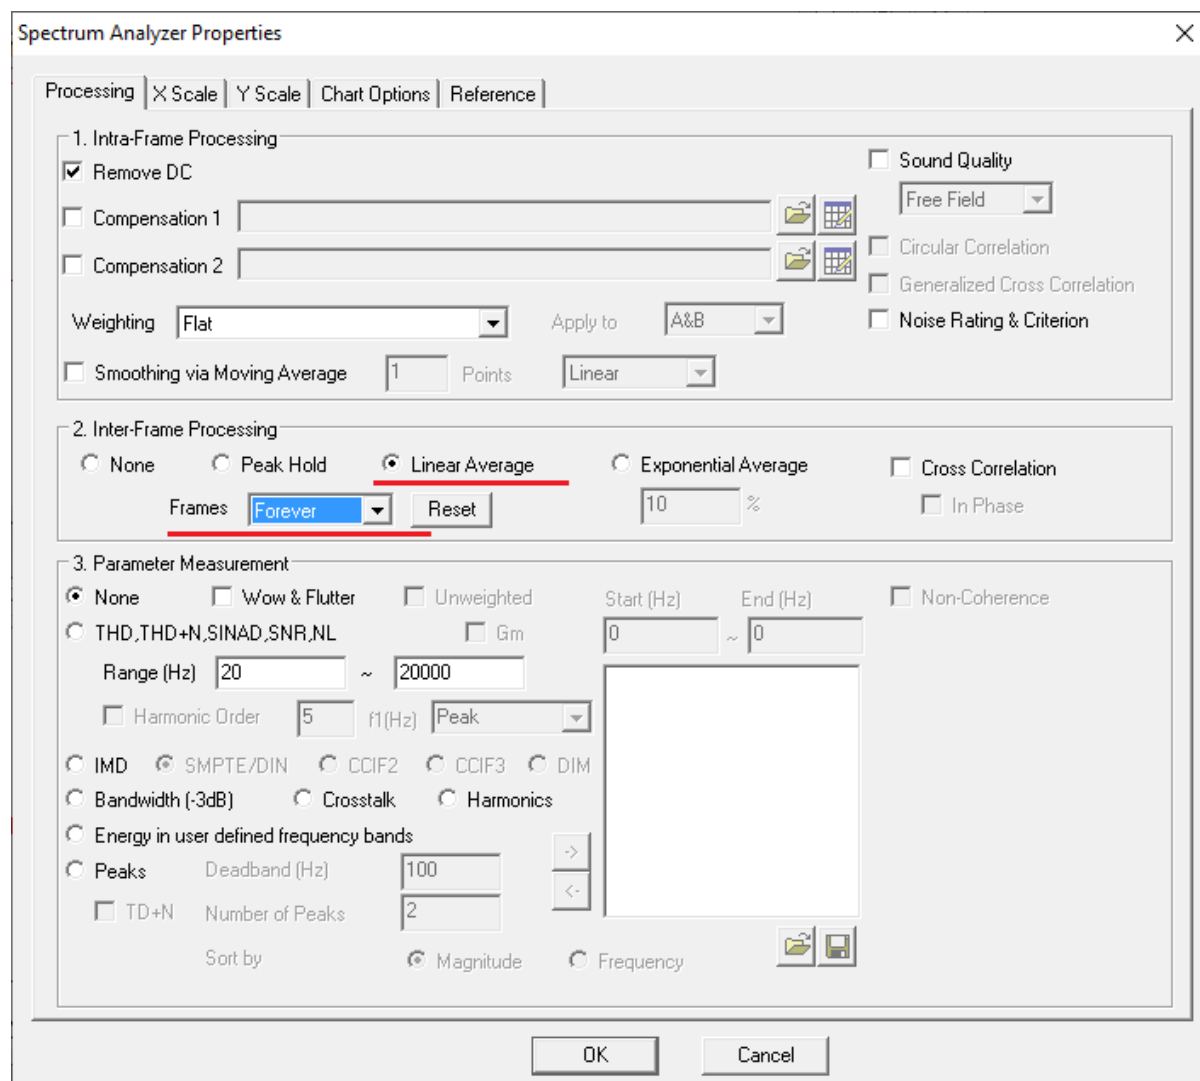 Spectrum Analyzer Properties
Processing X Scale Y Scale Chart Options Reference
1. Intra-Frame Processing
Remove DC
Sound Quality
Free Field
Compensation 1
Circular Correlation
Compensation 2
Generalized Cross Correlation
Weighting Flat Apply to A&B
Noise Rating & Criterion
Smoothing via Moving Average 1 Points Linear
2. Inter-Frame Processing
None Peak Hold Linear Average Exponential Average Cross Correlation
Frames Forever Reset 10 % In Phase
3. Parameter Measurement
None Wow & Flutter Unweighted Start (Hz) End (Hz) Non-Coherence
THD,THD+N,SINAD,SNR,NL Gm 0 ~ 0
Range (Hz) 20 ~ 20000
Harmonic Order 5 f1(Hz) Peak
IMD SMPTE/DIN CCIF2 CCIF3 DIM
Bandwidth (-3dB) Crosstalk Harmonics
Energy in user defined frequency bands
->
Peaks Deadband (Hz) 100
<-
TD+N Number of Peaks 2
Sort by Magnitude Frequency
OK Cancel